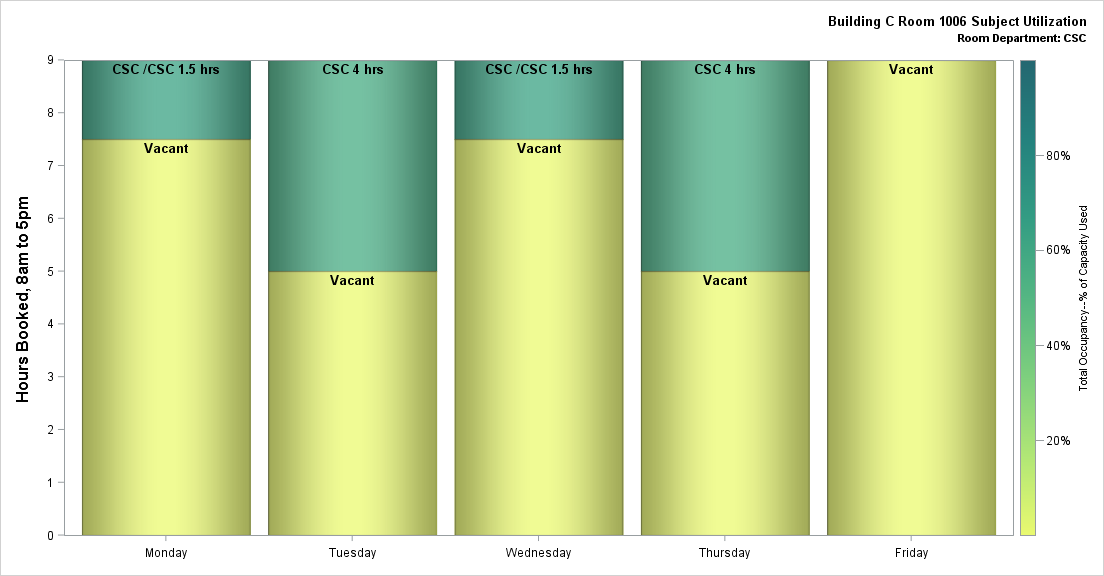 Building C Room 1006 Subject Utilization
Room Department: CSC
Hours Booked, 8am to 5pm
9
8
7
6
5
4
3
2
1
0
CSC /CSC 1.5 hrs
Vacant
CSC 4 hrs
Vacant
CSC /CSC 1.5 hrs
Vacant
CSC 4 hrs
Vacant
Vacant
Monday
Tuesday
Wednesday
Thursday
Friday
80%
60%
40%
20%
Total Occupancy--% of Capacity Used